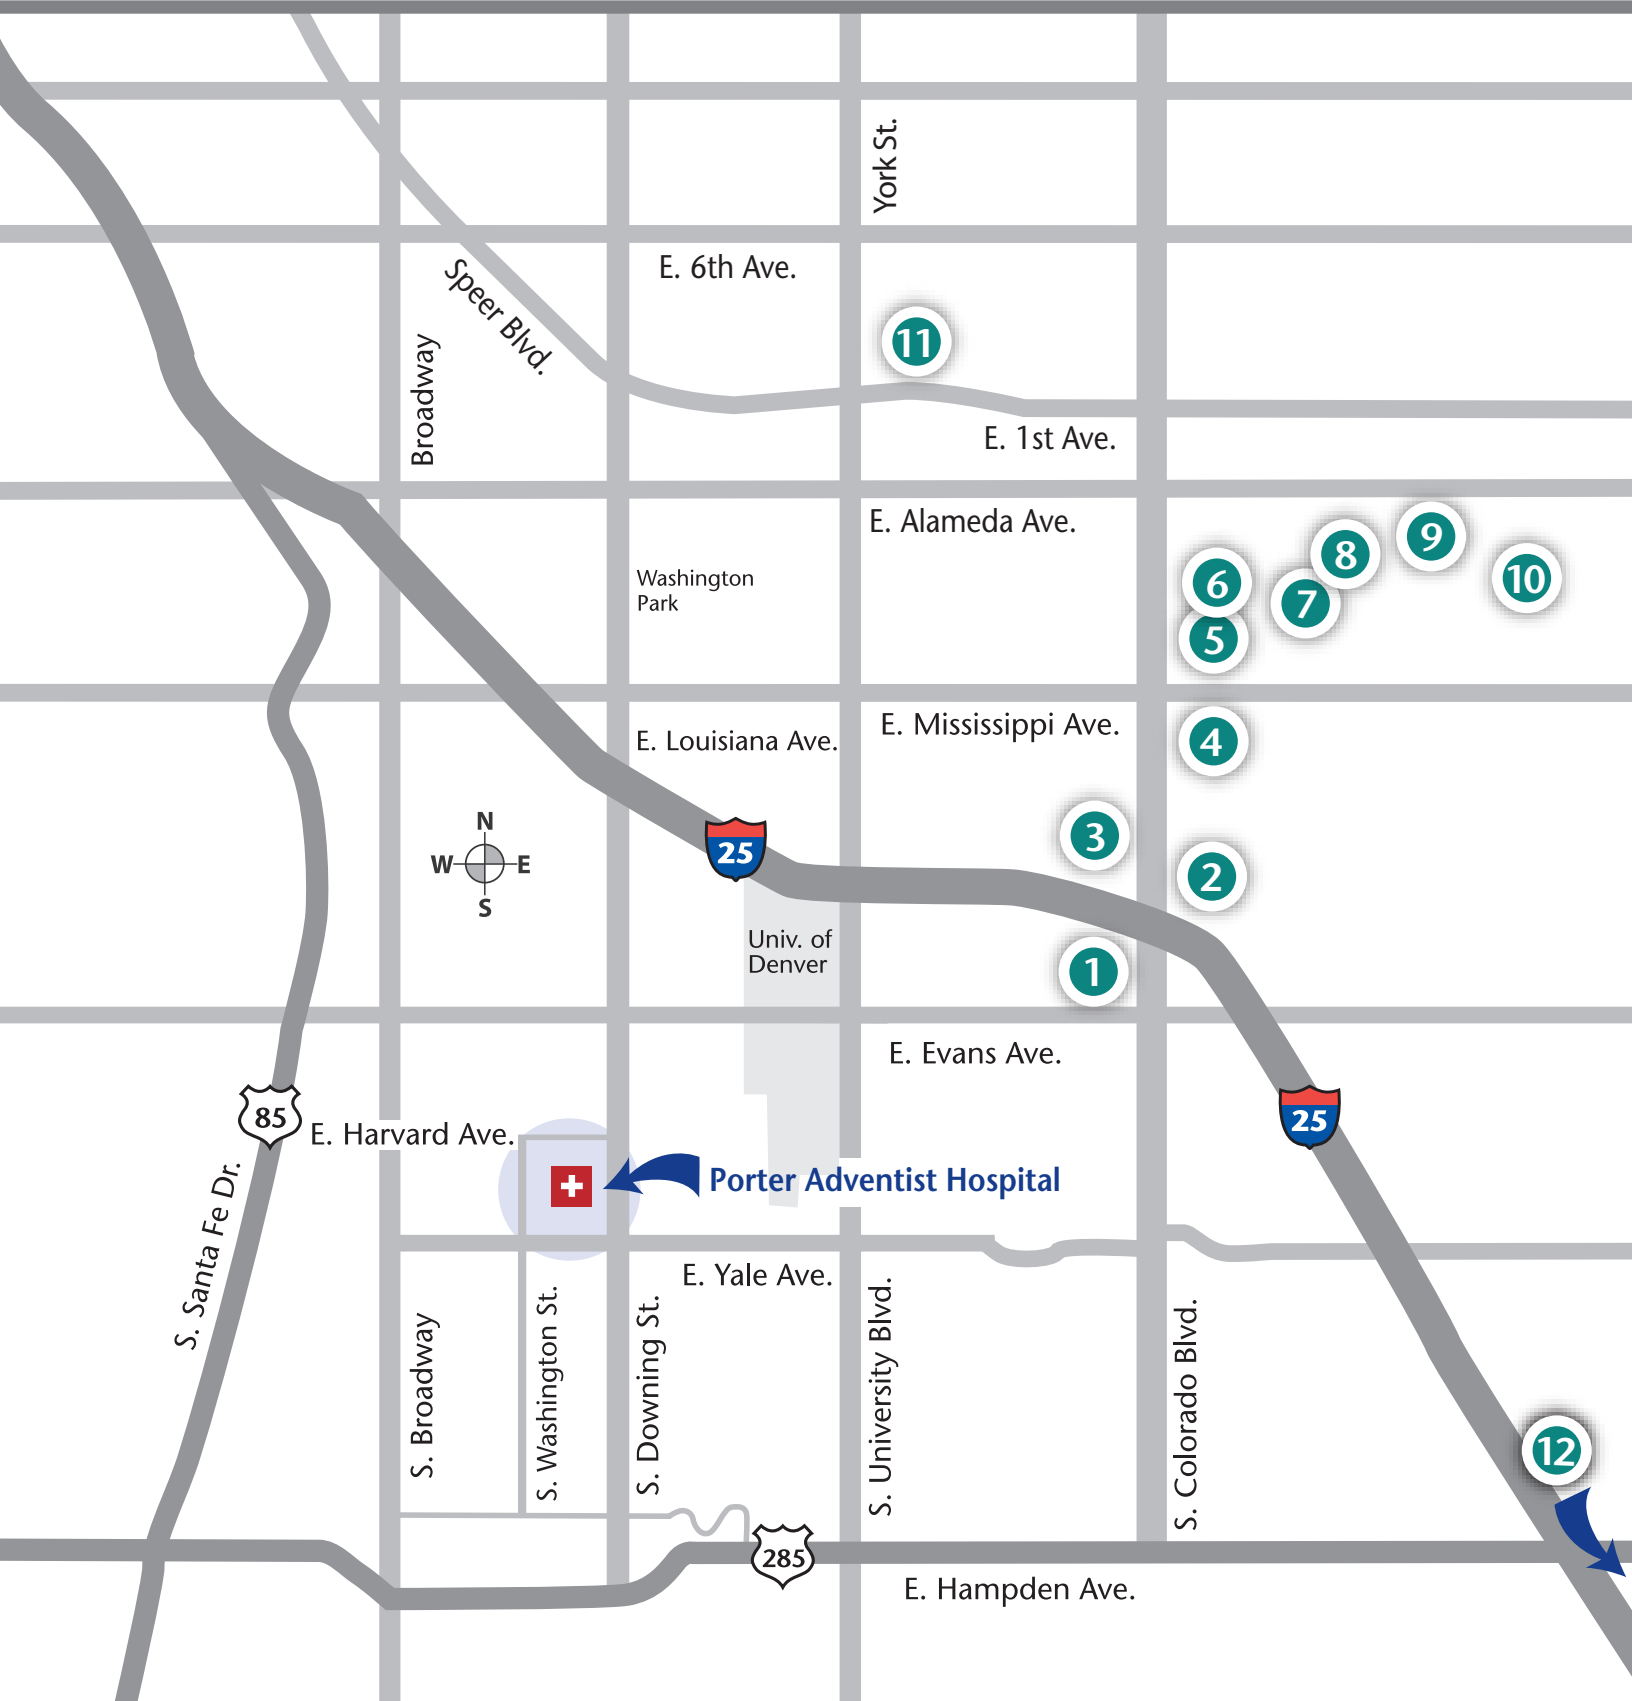 York St.
E. 6th Ave.
Speer Blvd.
11
Broadway
E. 1st Ave.
E. Alameda Ave.
9
8
10
6
7
Washington
Park
5
E. Mississippi Ave.
E. Louisiana Ave.
4
N
W E
S
25
3
2
Univ. of
Denver
1
E. Evans Ave.
85
25
E. Harvard Ave.
Porter Adventist Hospital
S. Santa Fe Dr.
E. Yale Ave.
S. Broadway
S. Washington St.
S. Downing St.
S. University Blvd.
S. Colorado Blvd.
12
285
E. Hampden Ave.